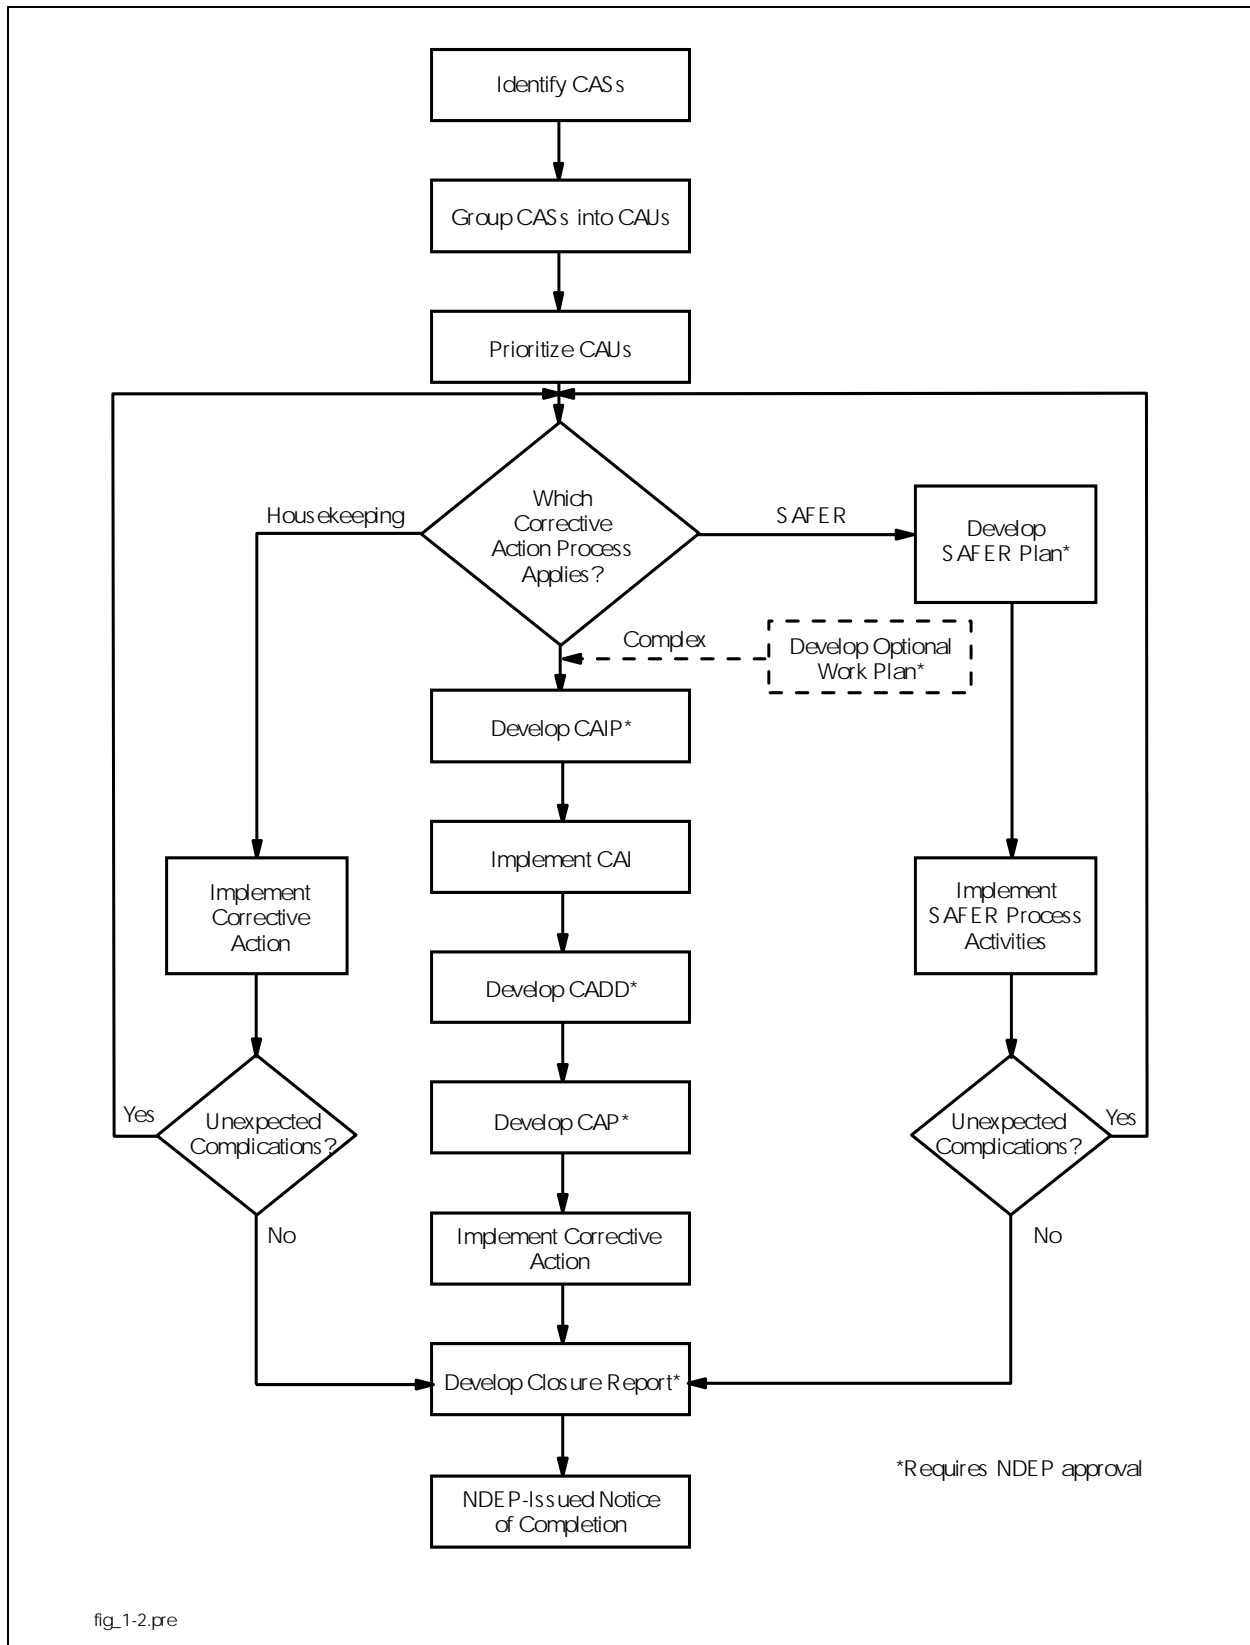 Identify CASs
Group CASs into CAUs
Prioritize CAUs
Which
Corrective
Action Process
Applies?
Housekeeping
SAFER
Develop
SAFER Plan*
Complex
Develop Optional
Work Plan*
Develop CAIP*
Implement CAI
Implement
Corrective
Action
Implement
SAFER Process
Activities
Develop CADD*
Develop CAP*
Yes
Unexpected
Complications?
Unexpected
Complications?
Yes
No
No
Implement Corrective
Action
Develop Closure Report*
*Requires NDEP approval
NDEP-Issued Notice
of Completion
fig_1-2.pre